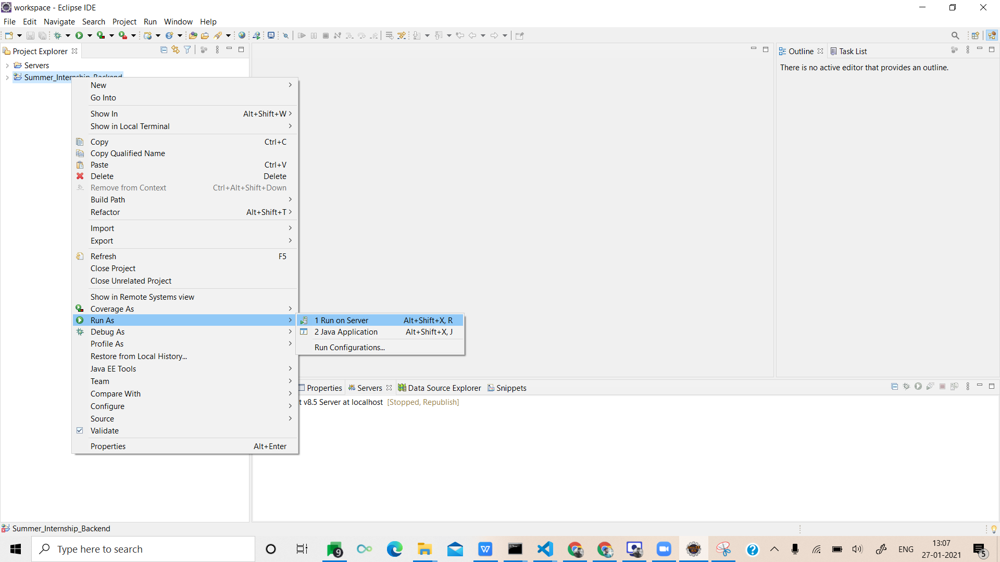 workspace - Eclipse IDE
File Edit Navigate Search Project Run Window Help
Project Explorer
Outline
Task List
Servers
Summer_Internship_Backend
There is no active editor that provides an outline.
New
Go Into
Show In Alt+Shift+W
Show in Local Terminal
Copy Ctrl+C
Copy Qualified Name
Paste Ctrl+V
Delete Delete
Remove from Context Ctrl+Alt+Shift+Down
Build Path
Refactor Alt+Shift+T
Import
Export
Refresh F5
Close Project
Close Unrelated Project
Show in Remote Systems view
Coverage As
Run As
1 Run on Server Alt+Shift+X, R
Debug As
2 Java Application Alt+Shift+X, J
Profile As
Run Configurations...
Restore from Local History...
Java EE Tools
Team
Compare With
Configure
Source
Validate
Properties Alt+Enter
Properties Servers Data Source Explorer Snippets
t v8.5 Server at localhost [Stopped, Republish]
Summer_Internship_Backend
Type here to search
9
ENG
13:07
27-01-2021
5